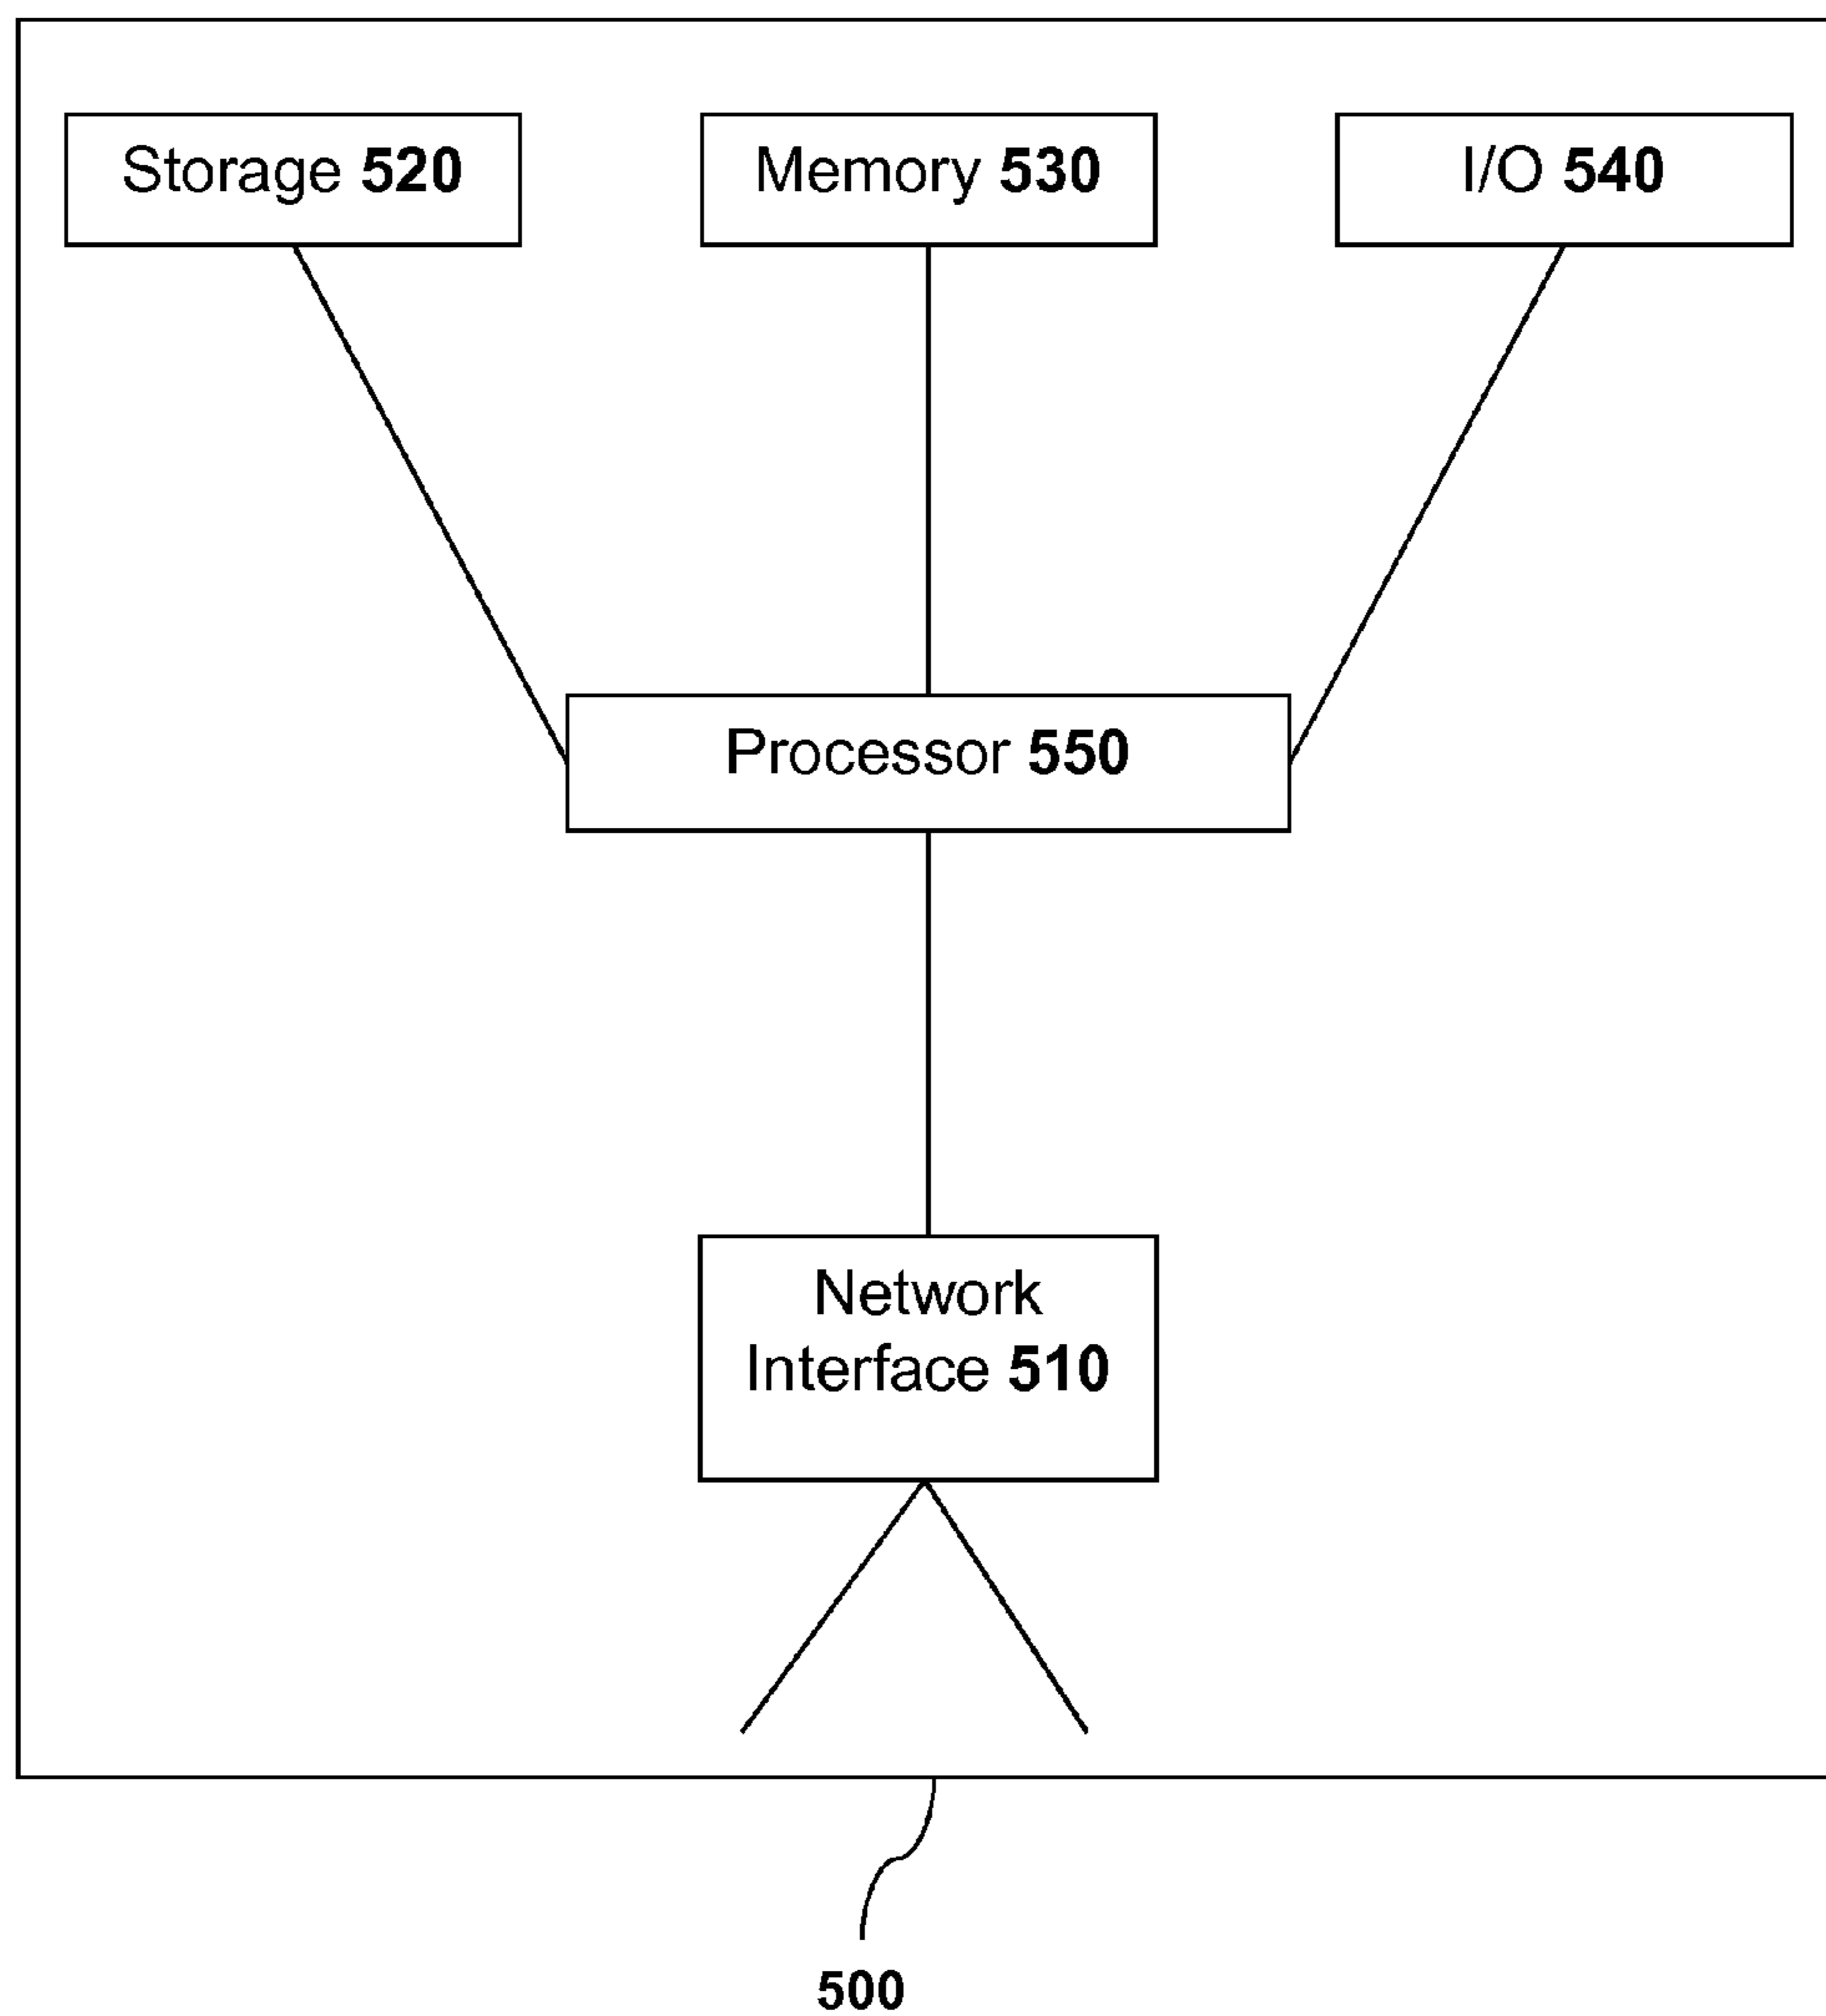 Storage 520
Memory 530
I/O 540
Processor 550
Network
Interface 510
500